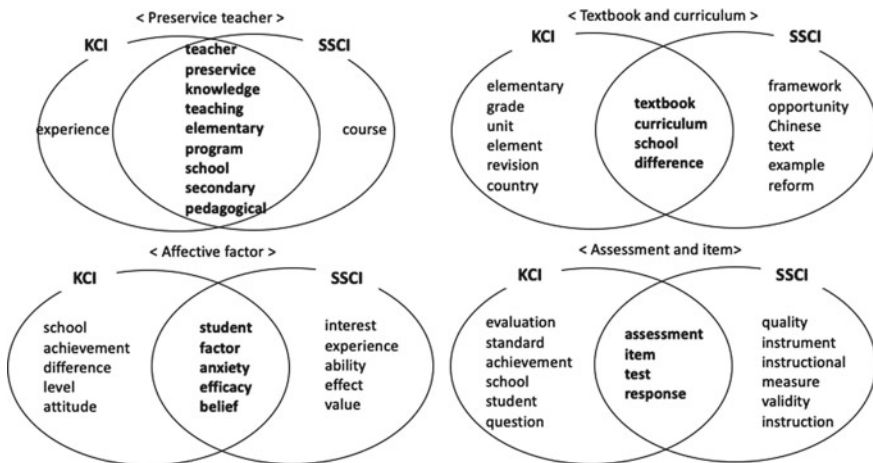 < Preservice teacher >
KCI
SSCI
experience
teacher
preservice
knowledge
teaching
elementary
program
school
secondary
pedagogical
course
< Textbook and curriculum >
KCI
SSCI
elementary
grade
unit
element
revision
country
textbook
curriculum
school
difference
framework
opportunity
Chinese
text
example
reform
< Affective factor >
KCI
SSCI
school
achievement
difference
level
attitude
student
factor
anxiety
efficacy
belief
interest
experience
ability
effect
value
< Assessment and item>
KCI
SSCI
evaluation
standard
achievement
school
student
question
assessment
item
test
response
quality
instrument
instructional
measure
validity
instruction